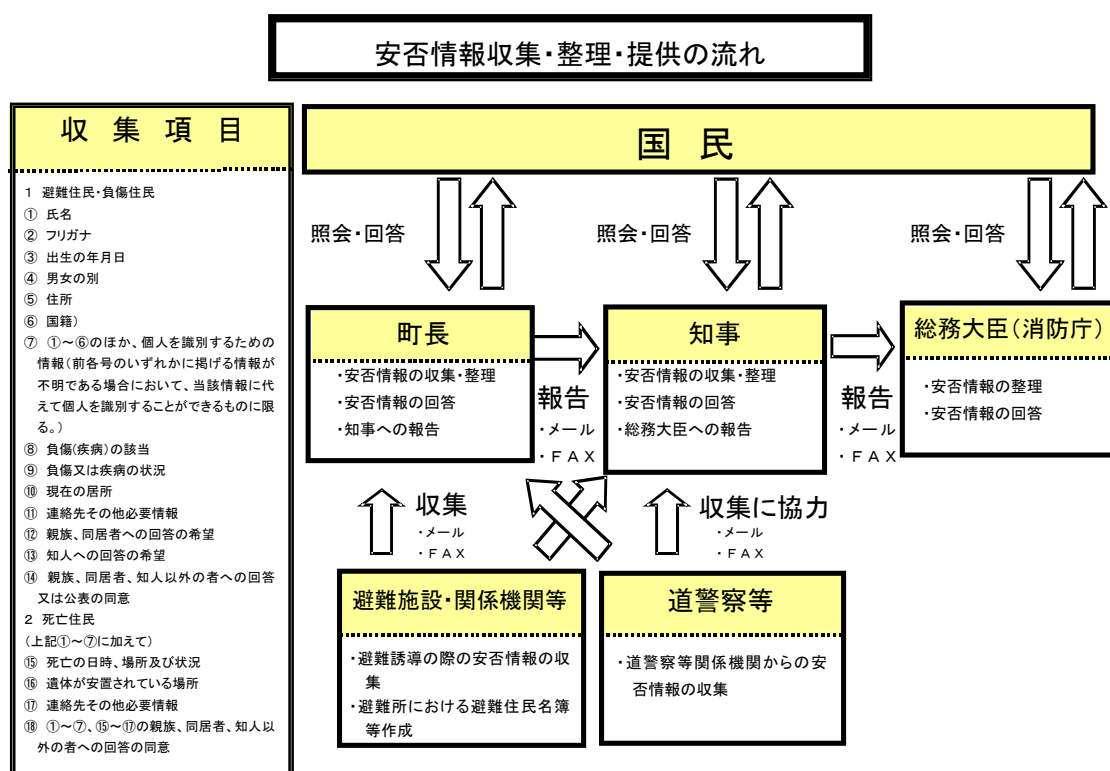 安否情報収集・整理・提供の流れ
収集項目
1 避難住民・負傷住民
① 氏名
② フリガナ
③ 出生の年月日
④ 男女の別
⑤ 住所
⑥ 国籍)
⑦ ①～⑥のほか、個人を識別するための
情報(前各号のいずれかに掲げる情報が
不明である場合において、当該情報に代
えて個人を識別することができるものに限
る。)
⑧ 負傷(疾病)の該当
⑨ 負傷又は疾病の状況
⑩ 現在の居所
⑪ 連絡先その他必要情報
⑫ 親族、同居者への回答の希望
⑬ 知人への回答の希望
⑭ 親族、同居者、知人以外の者への回答
又は公表の同意
2 死亡住民
(上記①～⑦に加えて)
⑮ 死亡の日時、場所及び状況
⑯ 遺体が安置されている場所
⑰ 連絡先その他必要情報
⑱ ①～⑦、⑮～⑰の親族、同居者、知人以
外の者への回答の同意
国民
照会・回答
照会・回答
照会・回答
町長
・安否情報の収集・整理
・安否情報の回答
・知事への報告
報告
・メール
・FAX
知事
・安否情報の収集・整理
・安否情報の回答
・総務大臣への報告
報告
・メール
・FAX
総務大臣(消防庁)
・安否情報の整理
・安否情報の回答
収集
・メール
・FAX
収集に協力
・メール
・FAX
避難施設・関係機関等
・避難誘導の際の安否情報の収
集
・避難所における避難住民名簿
等作成
道警察等
・道警察等関係機関からの安
否情報の収集